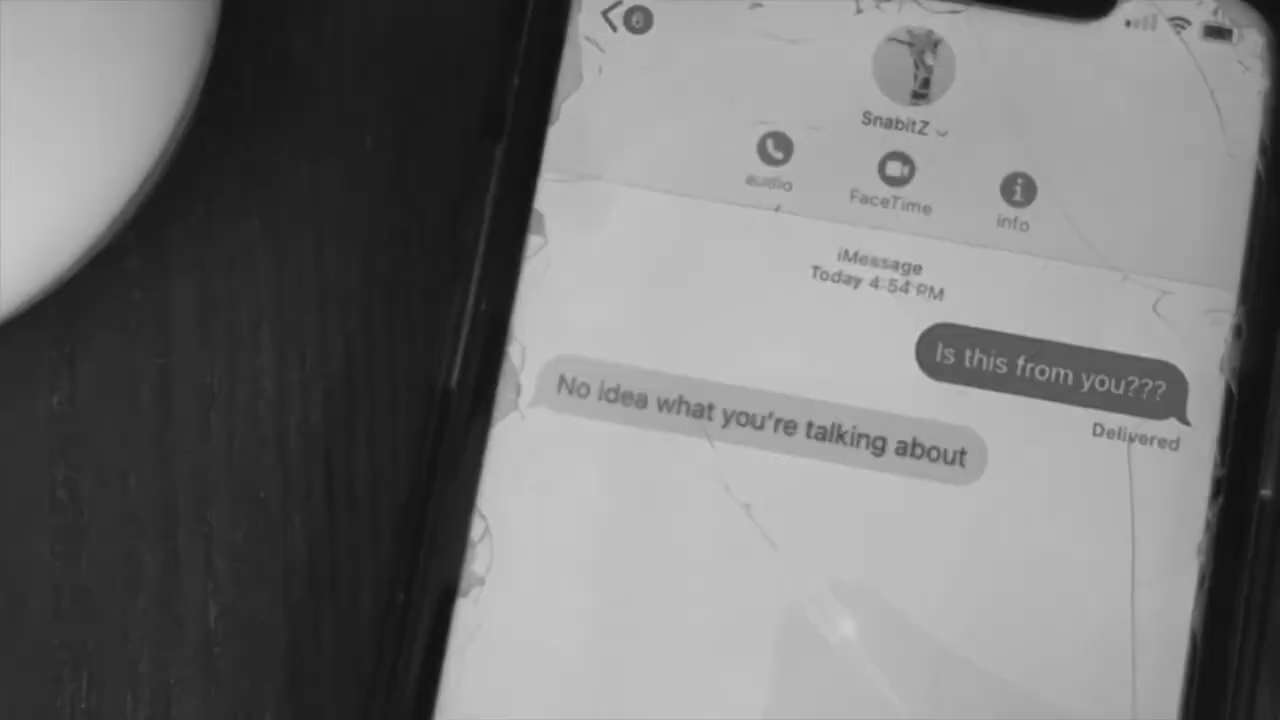 6
SnabitZ
audio
FaceTime
info
iMessage
Today 4:54 PM
Is this from you???
Delivered
No idea what you're talking about